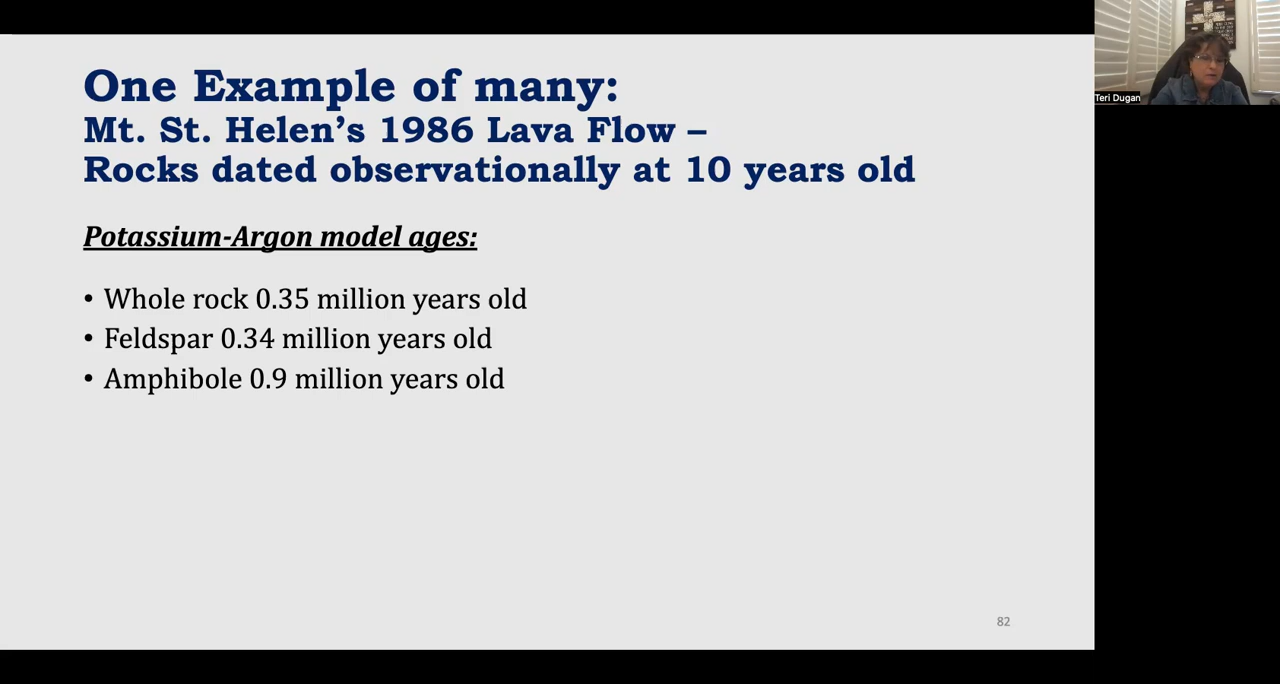 One Example of many:
Mt. St. Helen’s 1986 Lava Flow –
Rocks dated observationally at 10 years old
Potassium-Argon model ages:
• Whole rock 0.35 million years old
• Feldspar 0.34 million years old
• Amphibole 0.9 million years old
82
Teri Dugan